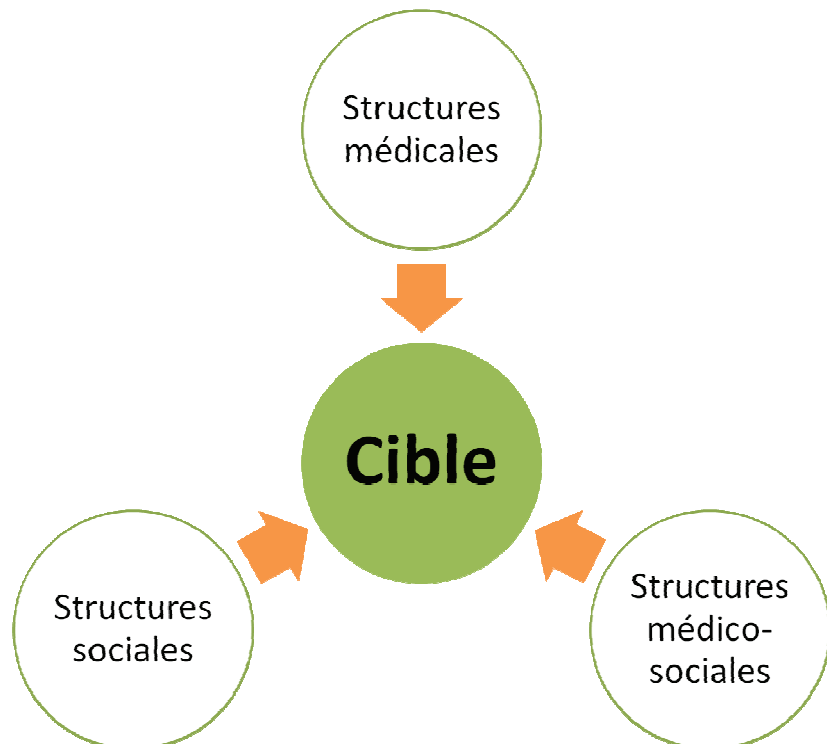 Structures
médicales
Cible
Structures
sociales
Structures
médico-
sociales